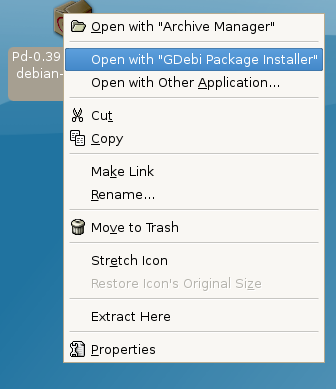 Open with "Archive Manager"
Pd-0.39
debian-
Open with "GDebi Package Installer"
Open with Other Application...
Cut
Copy
Make Link
Rename...
Move to Trash
Stretch Icon
Restore Icon's Original Size
Extract Here
Properties